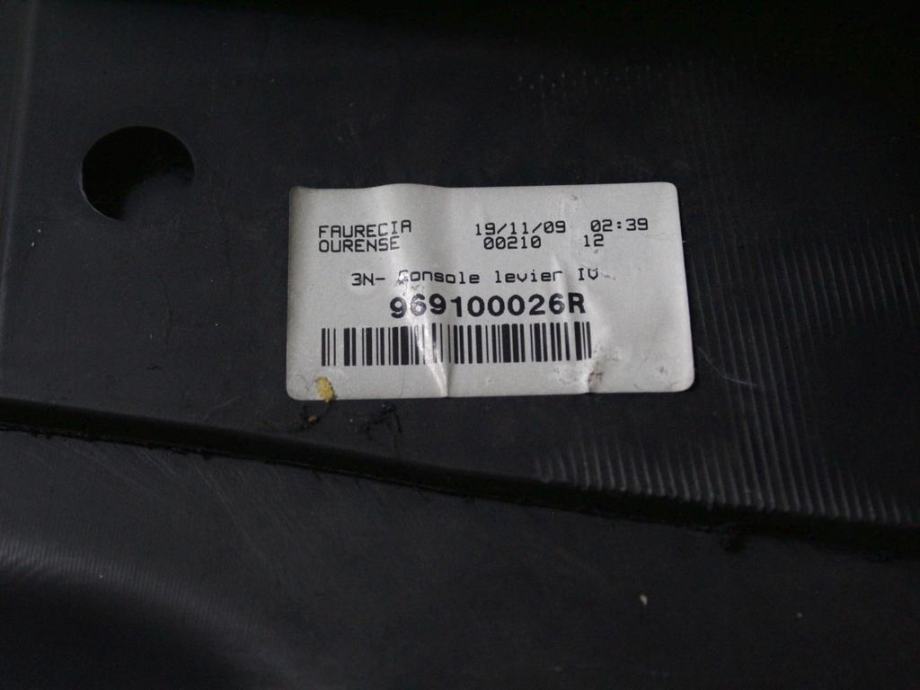 FAURECIA 19/11/09 02:39
OURENSE 00210 12
3N- Console levier IV
969100026R